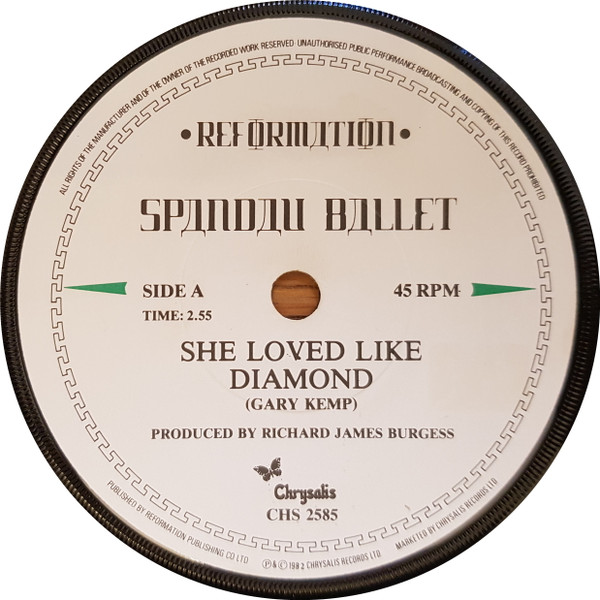 ALL RIGHTS OF THE MANUFACTURER AND OF THE OWNER OF THE RECORDED WORK RESERVED UNAUTHORISED PUBLIC PERFORMANCE BROADCASTING AND COPYING OF THIS RECORD PROHIBITED
•REFORMATION•
SPANDAU BALLET
SIDE A 45 RPM
TIME: 2.55
SHE LOVED LIKE
DIAMOND
(GARY KEMP)
PRODUCED BY RICHARD JAMES BURGESS
Chrysalis
CHS 2585
PUBLISHED BY REFORMATION PUBLISHING CO LTD ℗ & © 1982 CHRYSALIS RECORDS LTD MARKETED BY CHRYSALIS RECORDS LTD